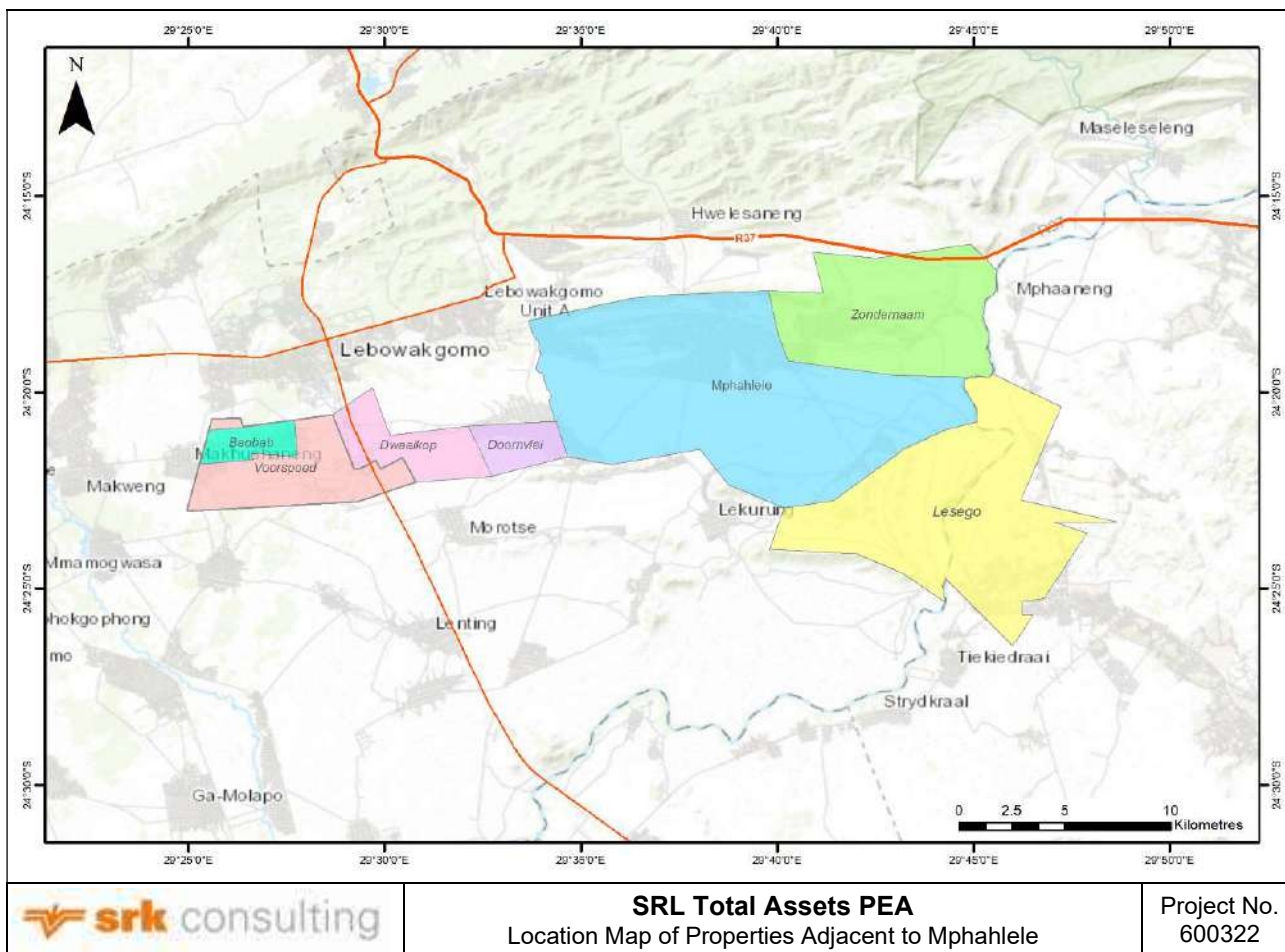 29°25'0"E 29°30'0"E 29°35'0"E 29°40'0"E 29°45'0"E 29°50'0"E
N
Maseleseleng
24°15'0"S 24°15'0"S
Hwelesaneng
R37
Mphaaneng
Lebowakgomo
Unit A
Zondernaam
Lebowakgomo
Mphahlele
24°20'0"S 24°20'0"S
Baobab
Dwaalkop
Doornvlei
Makhushaneng
Voorspoed
Makweng
Lekurung
Lesego
Morotse
Mmamogwasa
24°25'0"S 24°25'0"S
hokgophong
Lenting
mo
Tiekiedraai
Strydkraal
24°30'0"S 24°30'0"S
Ga-Molapo
0 2.5 5 10
Kilometres
29°25'0"E 29°30'0"E 29°35'0"E 29°40'0"E 29°45'0"E 29°50'0"E
srk consulting
SRL Total Assets PEA
Location Map of Properties Adjacent to Mphahlele
Project No.
600322